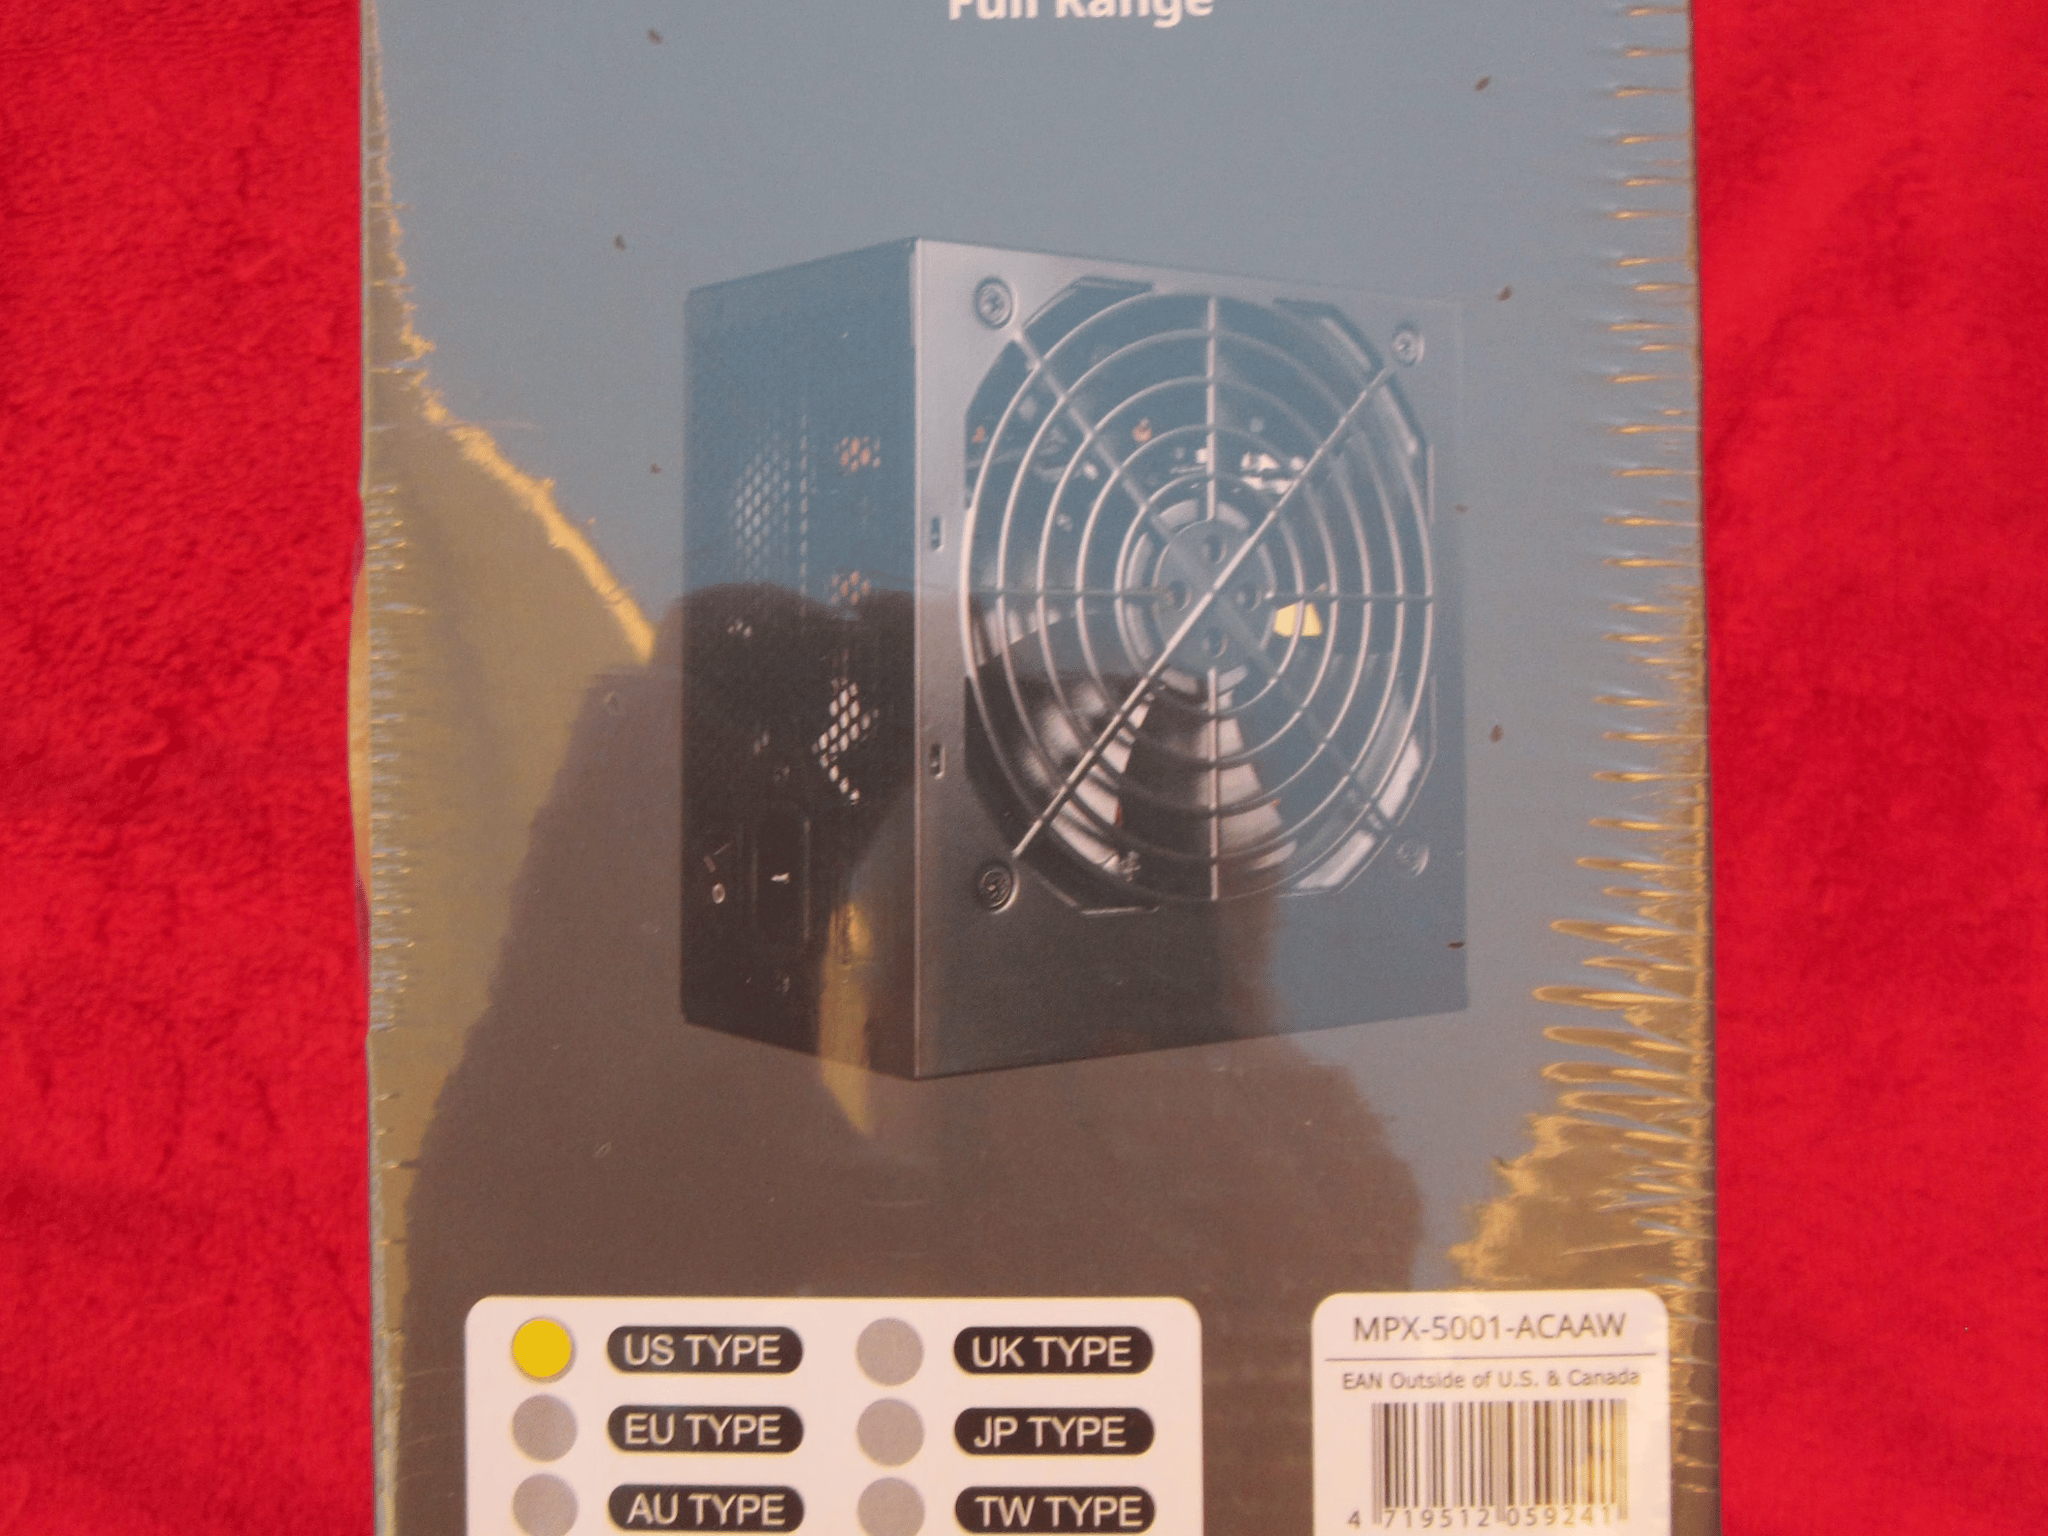 Full Range
US TYPE
UK TYPE
EU TYPE
JP TYPE
AU TYPE
TW TYPE
MPX-5001-ACAAW
EAN Outside of U.S. & Canada
4 719512 059241